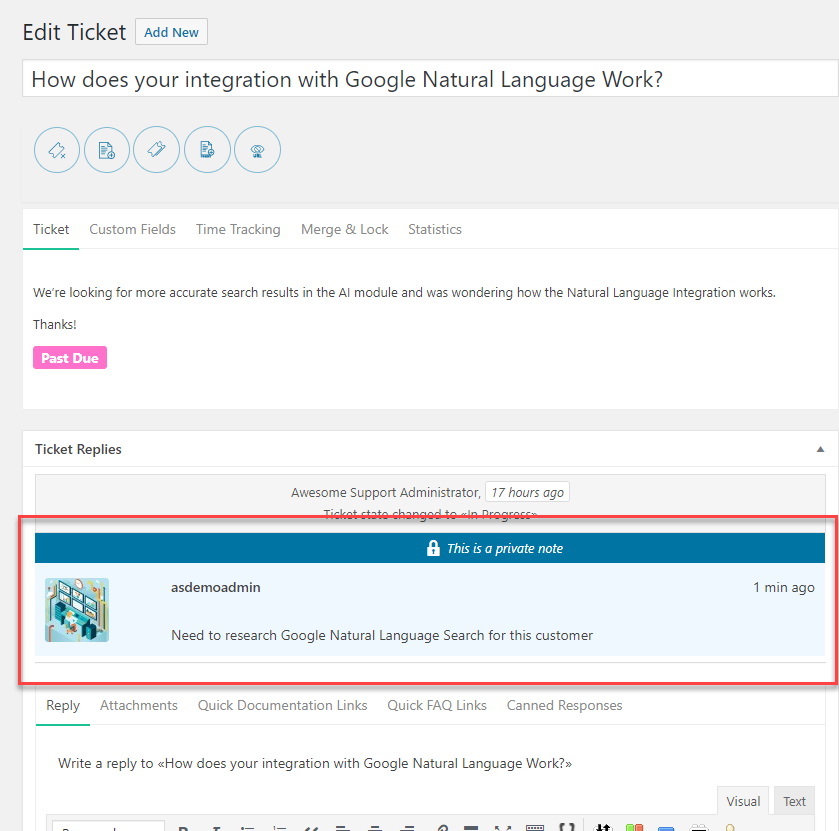 Edit Ticket Add New
How does your integration with Google Natural Language Work?
Ticket Custom Fields Time Tracking Merge & Lock Statistics
We're looking for more accurate search results in the AI module and was wondering how the Natural Language Integration works.
Thanks!
Past Due
Ticket Replies
Awesome Support Administrator, 17 hours ago
Ticket state changed to «In Progress»
This is a private note
asdemoadmin 1 min ago
Need to research Google Natural Language Search for this customer
Reply Attachments Quick Documentation Links Quick FAQ Links Canned Responses
Write a reply to «How does your integration with Google Natural Language Work?»
Visual Text